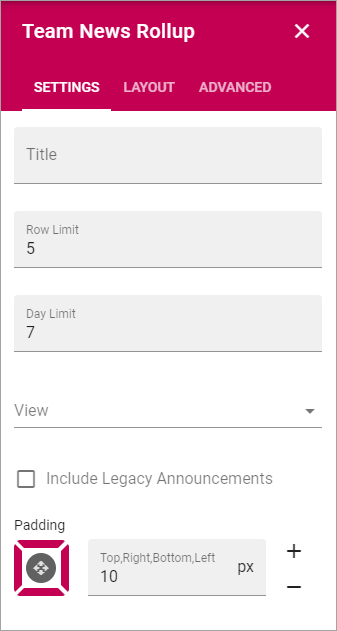 Team News Rollup
SETTINGS LAYOUT ADVANCED
Title
Row Limit
5
Day Limit
7
View
Include Legacy Announcements
Padding
Top,Right,Bottom,Left
10 px